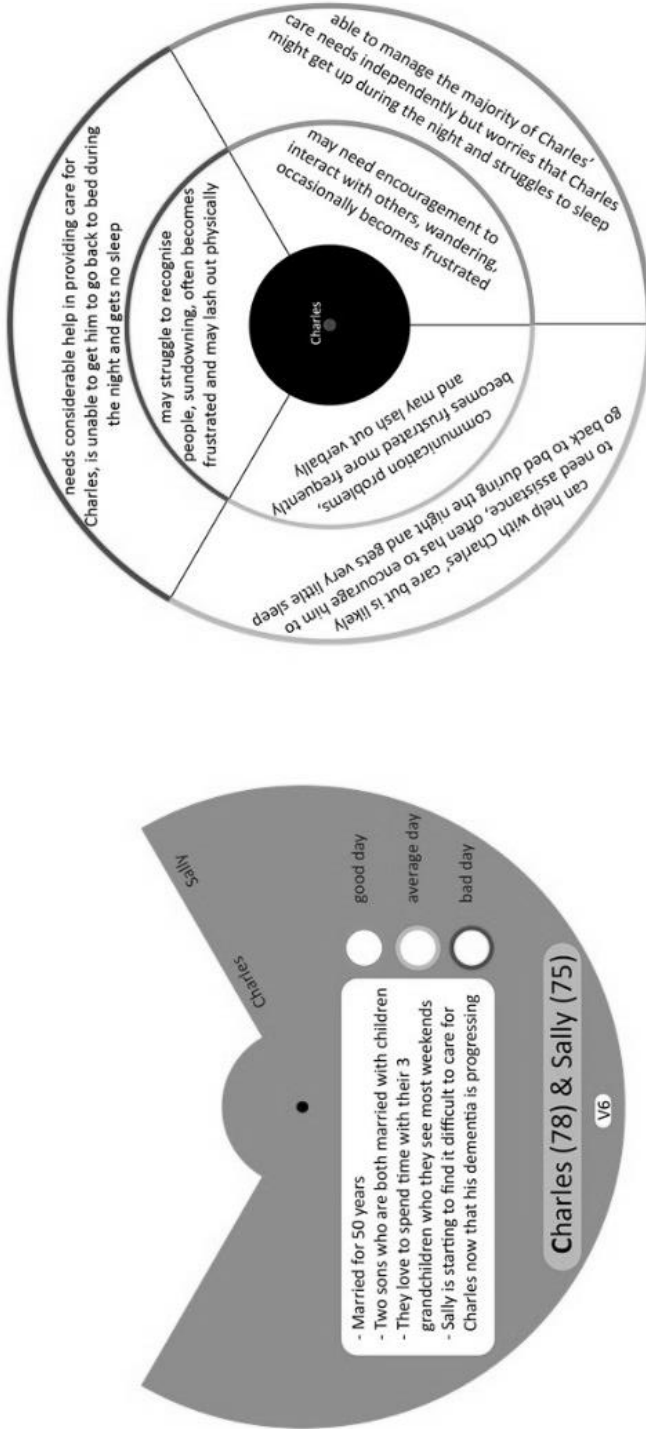 Sally
Charles
good day
average day
bad day
- Married for 50 years
- Two sons who are both married with children
- They love to spend time with their 3
grandchildren who they see most weekends
- Sally is starting to find it difficult to care for
Charles now that his dementia is progressing
Charles (78) & Sally (75)
V6
needs considerable help in providing care for
Charles, is unable to get him to go back to bed during
the night and gets no sleep
may struggle to recognise
people, sundowning, often becomes
frustrated and may lash out physically
able to manage the majority of Charles'
care needs independently but worries that Charles
might get up during the night and struggles to sleep
may need encouragement to
interact with others, wandering,
occasionally becomes frustrated
Charles
communication problems,
becomes frustrated more frequently
and may lash out verbally
can help with Charles' care but is likely
to need assistance, often has to encourage him to
go back to bed during the night and gets very little sleep